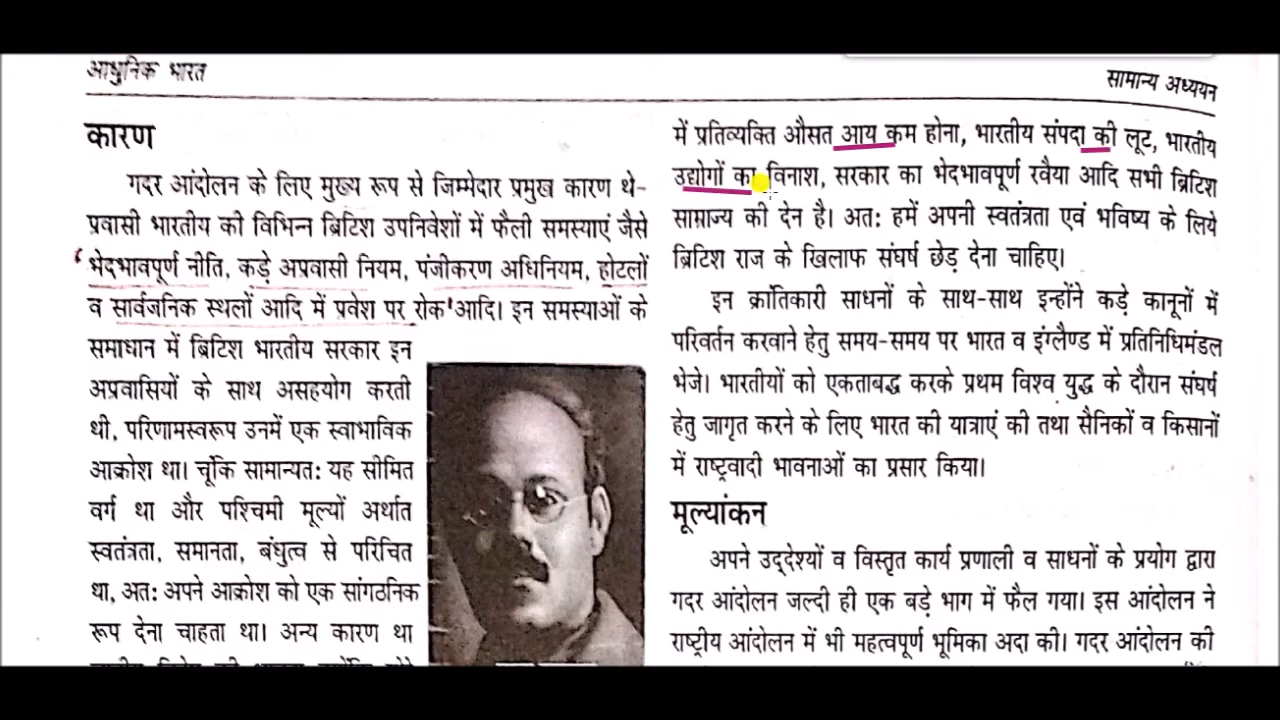 आधुनिक भारत
सामान्य अध्ययन
कारण
गदर आंदोलन के लिए मुख्य रूप से जिम्मेदार प्रमुख कारण थे-
प्रवासी भारतीय को विभिन्न ब्रिटिश उपनिवेशों में फैली समस्याएं जैसे
'भेदभावपूर्ण नीति, कड़े अप्रवासी नियम, पंजीकरण अधिनियम, होटलों
व सार्वजनिक स्थलों आदि में प्रवेश पर रोक' आदि। इन समस्याओं के
समाधान में ब्रिटिश भारतीय सरकार इन
अप्रवासियों के साथ असहयोग करती
थी, परिणामस्वरूप उनमें एक स्वाभाविक
आक्रोश था। चूंकि सामान्यत: यह सीमित
वर्ग था और पश्चिमी मूल्यों अर्थात
स्वतंत्रता, समानता, बंधुत्व से परिचित
था, अत: अपने आक्रोश को एक सांगठनिक
रूप देना चाहता था। अन्य कारण था
में प्रतिव्यक्ति औसत आय कम होना, भारतीय संपदा की लूट, भारतीय
उद्योगों का विनाश, सरकार का भेदभावपूर्ण रवैया आदि सभी ब्रिटिश
साम्राज्य की देन है। अत: हमें अपनी स्वतंत्रता एवं भविष्य के लिये
ब्रिटिश राज के खिलाफ संघर्ष छेड़ देना चाहिए।
इन क्रांतिकारी साधनों के साथ-साथ इन्होंने कड़े कानूनों में
परिवर्तन करवाने हेतु समय-समय पर भारत व इंग्लैण्ड में प्रतिनिधिमंडल
भेजे। भारतीयों को एकताबद्ध करके प्रथम विश्व युद्ध के दौरान संघर्ष
हेतु जागृत करने के लिए भारत की यात्राएं की तथा सैनिकों व किसानों
में राष्ट्रवादी भावनाओं का प्रसार किया।
मूल्यांकन
अपने उद्देश्यों व विस्तृत कार्य प्रणाली व साधनों के प्रयोग द्वारा
गदर आंदोलन जल्दी ही एक बड़े भाग में फैल गया। इस आंदोलन ने
राष्ट्रीय आंदोलन में भी महत्वपूर्ण भूमिका अदा की। गदर आंदोलन की